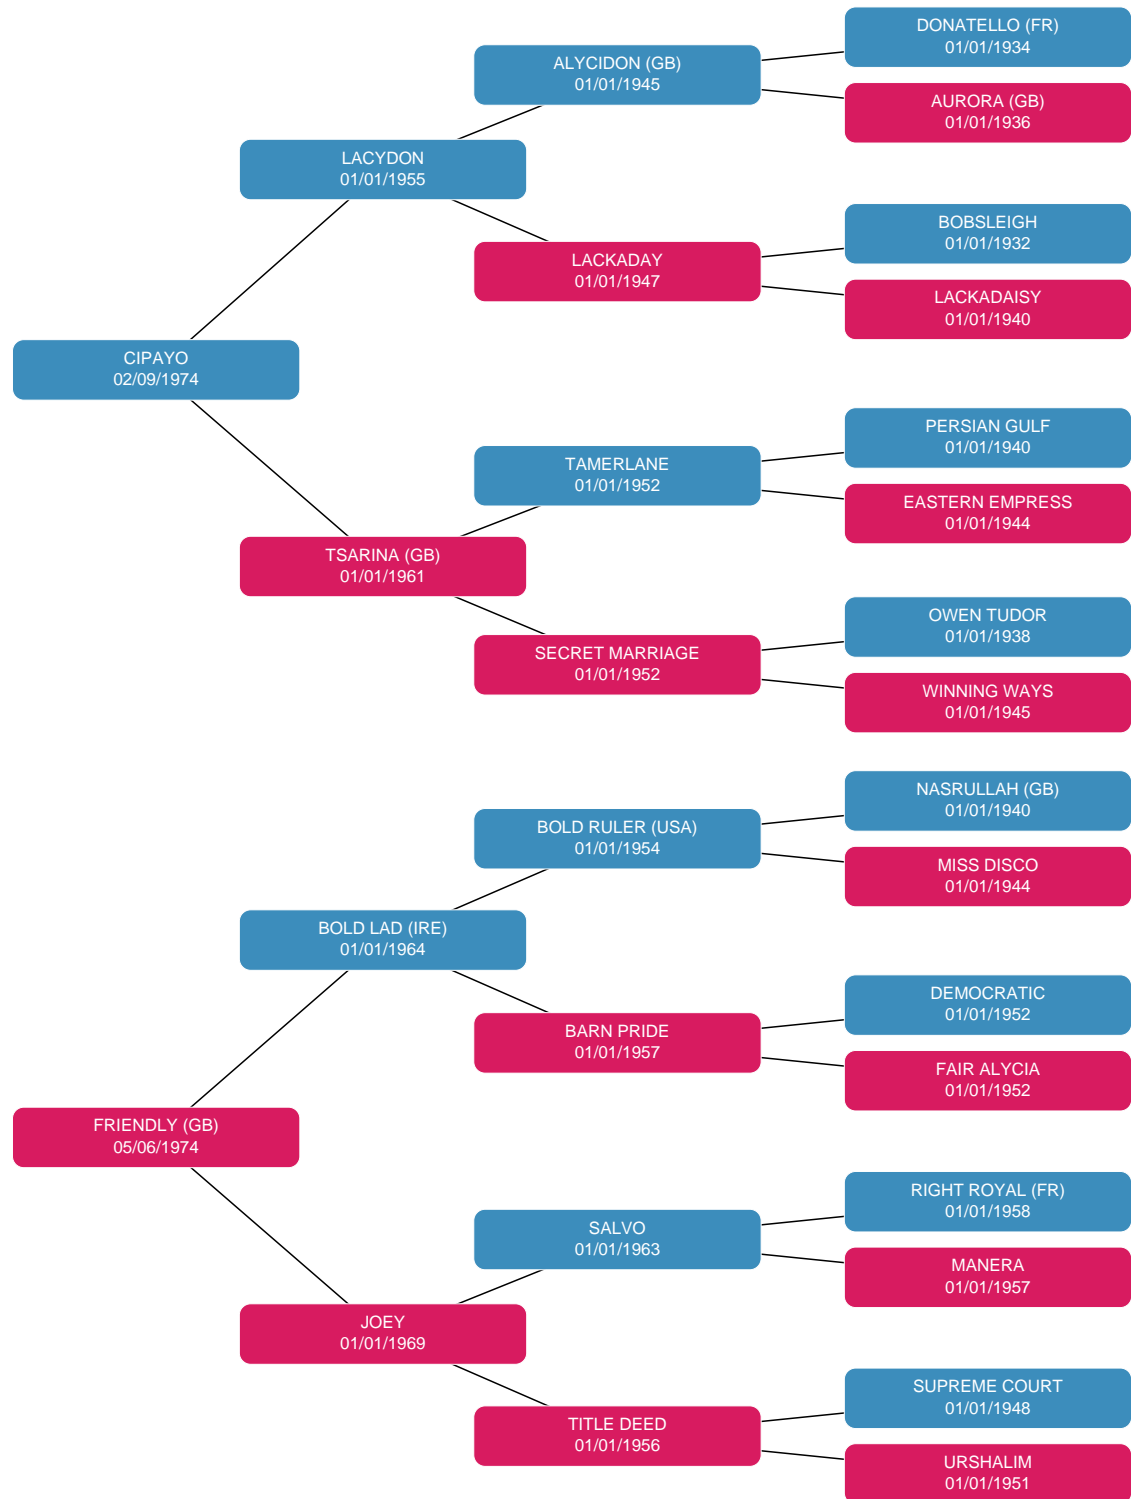 DONATELLO (FR)
01/01/1934
ALYCIDON (GB)
01/01/1945
AURORA (GB)
01/01/1936
LACYDON
01/01/1955
BOBSLEIGH
01/01/1932
LACKADAY
01/01/1947
LACKADAISY
01/01/1940
CIPAYO
02/09/1974
PERSIAN GULF
01/01/1940
TAMERLANE
01/01/1952
EASTERN EMPRESS
01/01/1944
TSARINA (GB)
01/01/1961
OWEN TUDOR
01/01/1938
SECRET MARRIAGE
01/01/1952
WINNING WAYS
01/01/1945
NASRULLAH (GB)
01/01/1940
BOLD RULER (USA)
01/01/1954
MISS DISCO
01/01/1944
BOLD LAD (IRE)
01/01/1964
DEMOCRATIC
01/01/1952
BARN PRIDE
01/01/1957
FAIR ALYCIA
01/01/1952
FRIENDLY (GB)
05/06/1974
RIGHT ROYAL (FR)
01/01/1958
SALVO
01/01/1963
MANERA
01/01/1957
JOEY
01/01/1969
SUPREME COURT
01/01/1948
TITLE DEED
01/01/1956
URSHALIM
01/01/1951